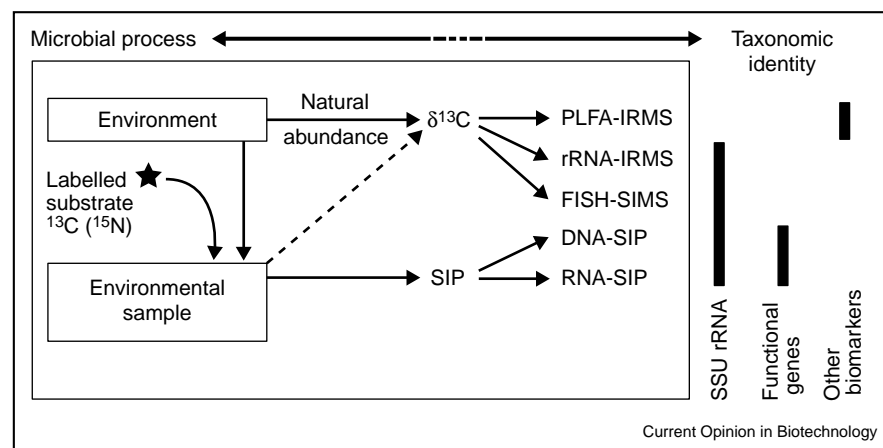 Microbial process
Taxonomic
identity
Environment
Natural
abundance
δ¹³C
PLFA-IRMS
rRNA-IRMS
FISH-SIMS
Labelled
substrate
¹³C (¹⁵N)
DNA-SIP
Environmental
sample
SIP
RNA-SIP
SSU rRNA
Functional
genes
Other
biomarkers
Current Opinion in Biotechnology